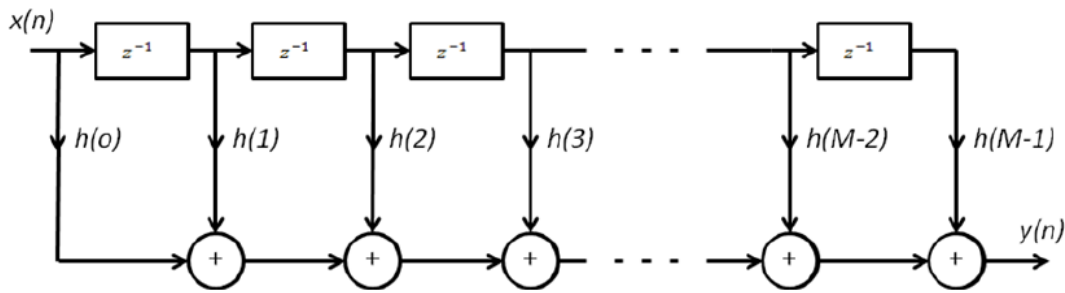 x(n)
z⁻¹ z⁻¹ z⁻¹ - - - - z⁻¹
h(o) h(1) h(2) h(3) h(M-2) h(M-1)
y(n)
+ + + - - - - + +